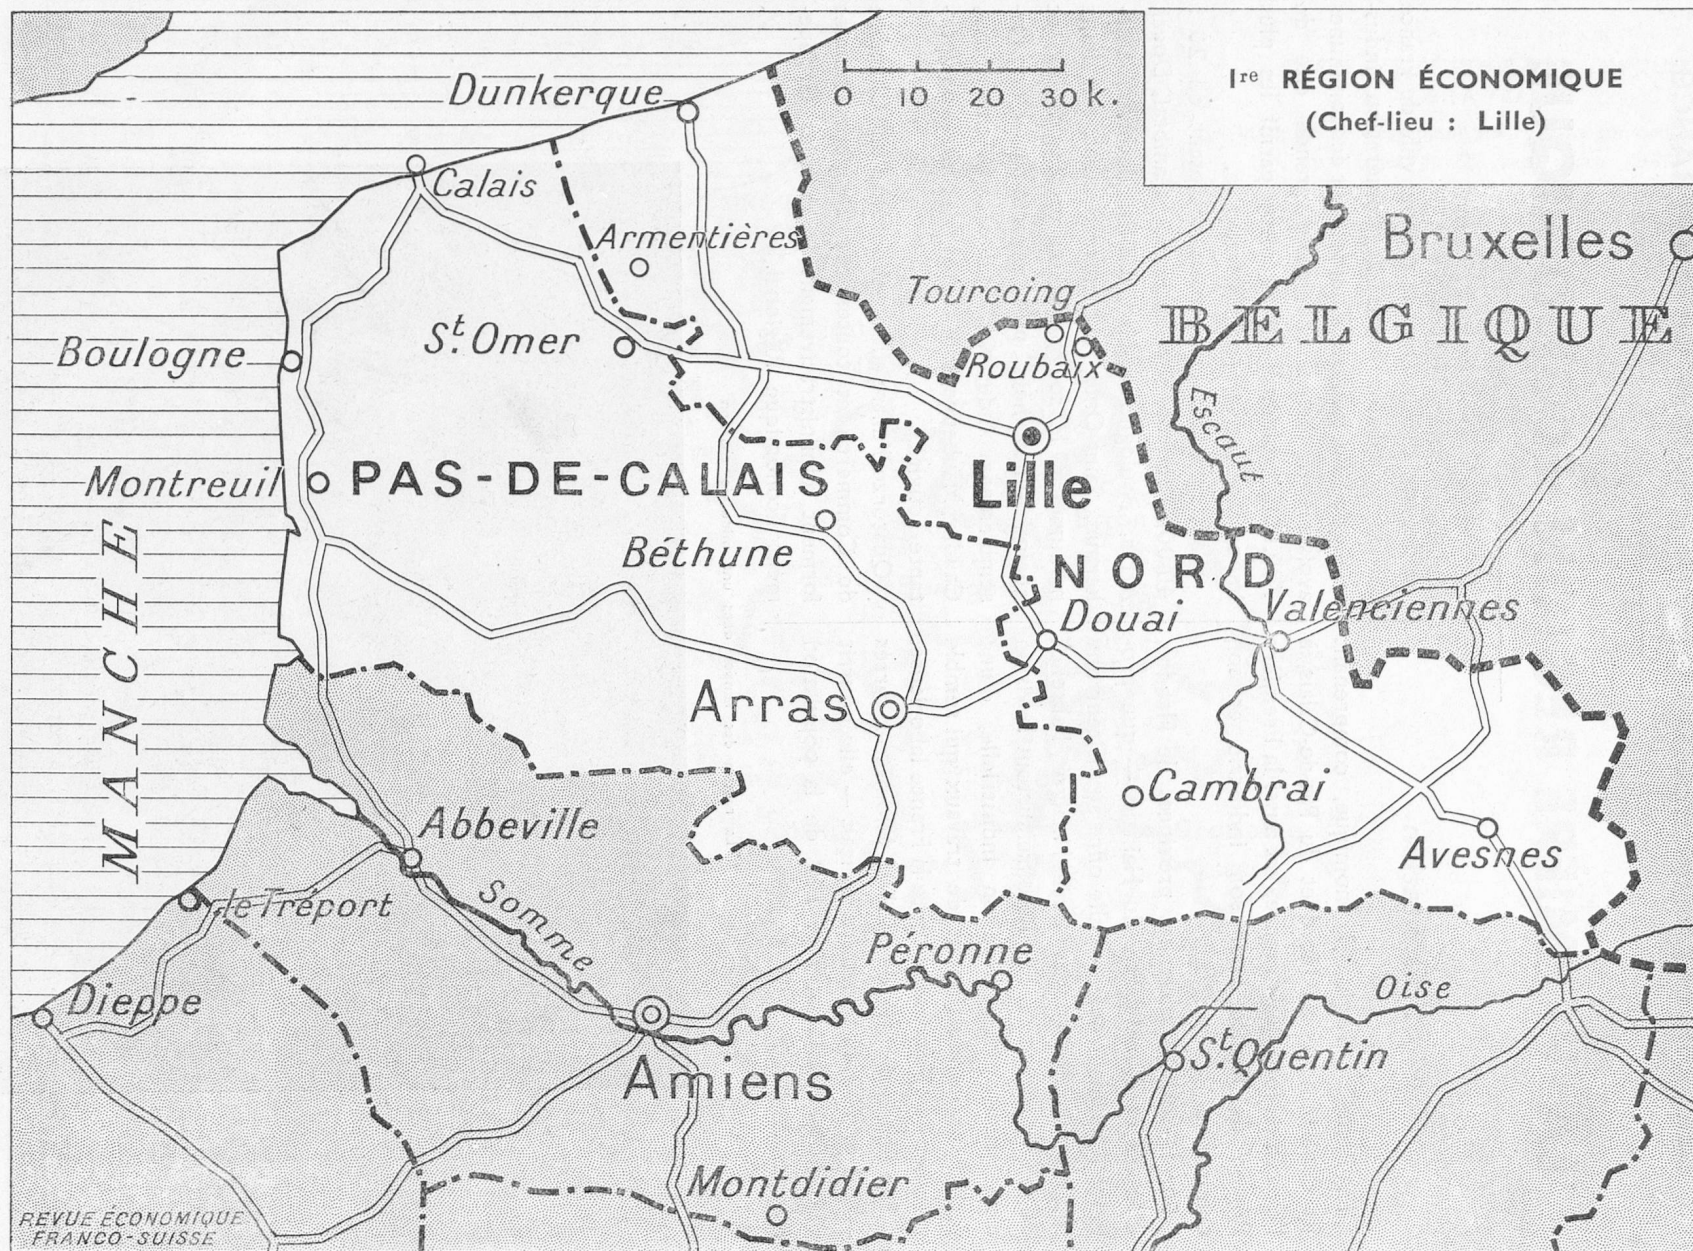 Iʳᵉ RÉGION ÉCONOMIQUE
(Chef-lieu : Lille)
0 10 20 30 k.
Dunkerque
Calais
Armentières
Bruxelles
Tourcoing
BELGIQUE
St. Omer
Boulogne
Roubaix
Escaut
Montreuil
PAS-DE-CALAIS
Lille
MANCHE
Béthune
NORD
Douai
Valenciennes
Arras
Cambrai
Abbeville
Avesnes
le Tréport
Somme
Péronne
Dieppe
Oise
St. Quentin
Amiens
Montdidier
REVUE ÉCONOMIQUE
FRANCO-SUISSE